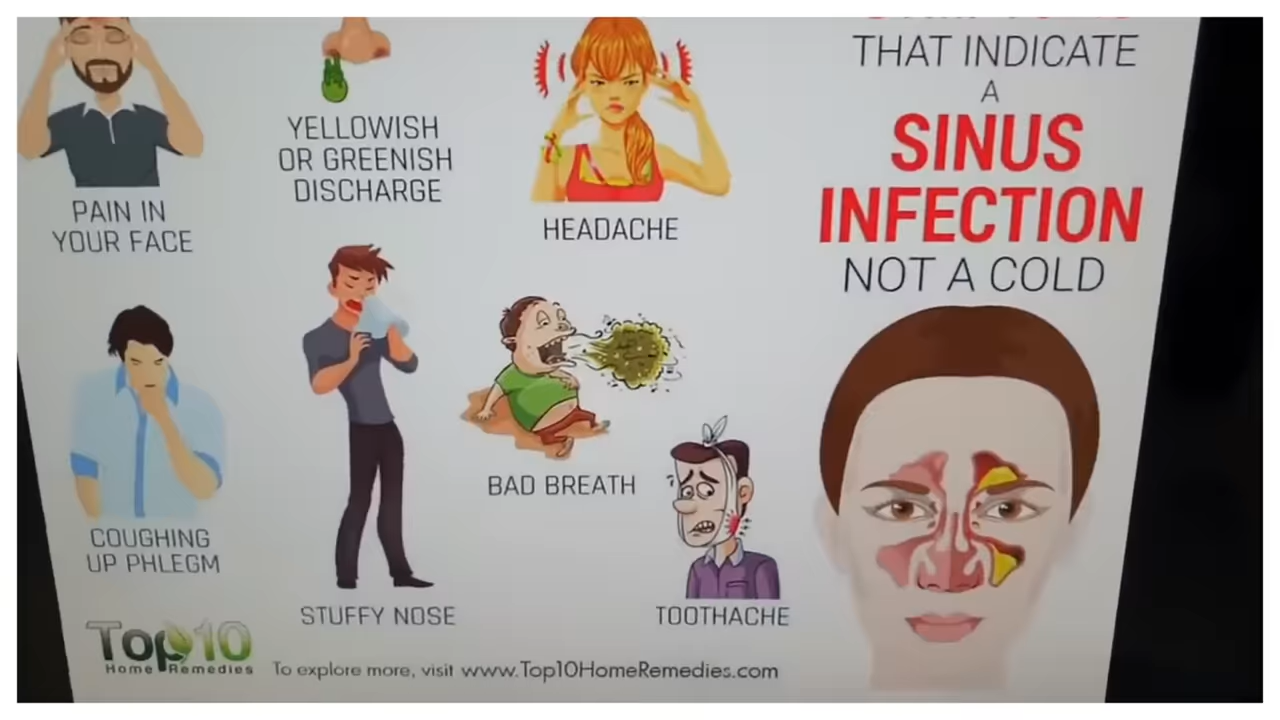 THAT INDICATE
A
SINUS
INFECTION
NOT A COLD
PAIN IN
YOUR FACE
YELLOWISH
OR GREENISH
DISCHARGE
HEADACHE
COUGHING
UP PHLEGM
STUFFY NOSE
BAD BREATH
TOOTHACHE
Top10
Home Remedies
To explore more, visit www.Top10HomeRemedies.com